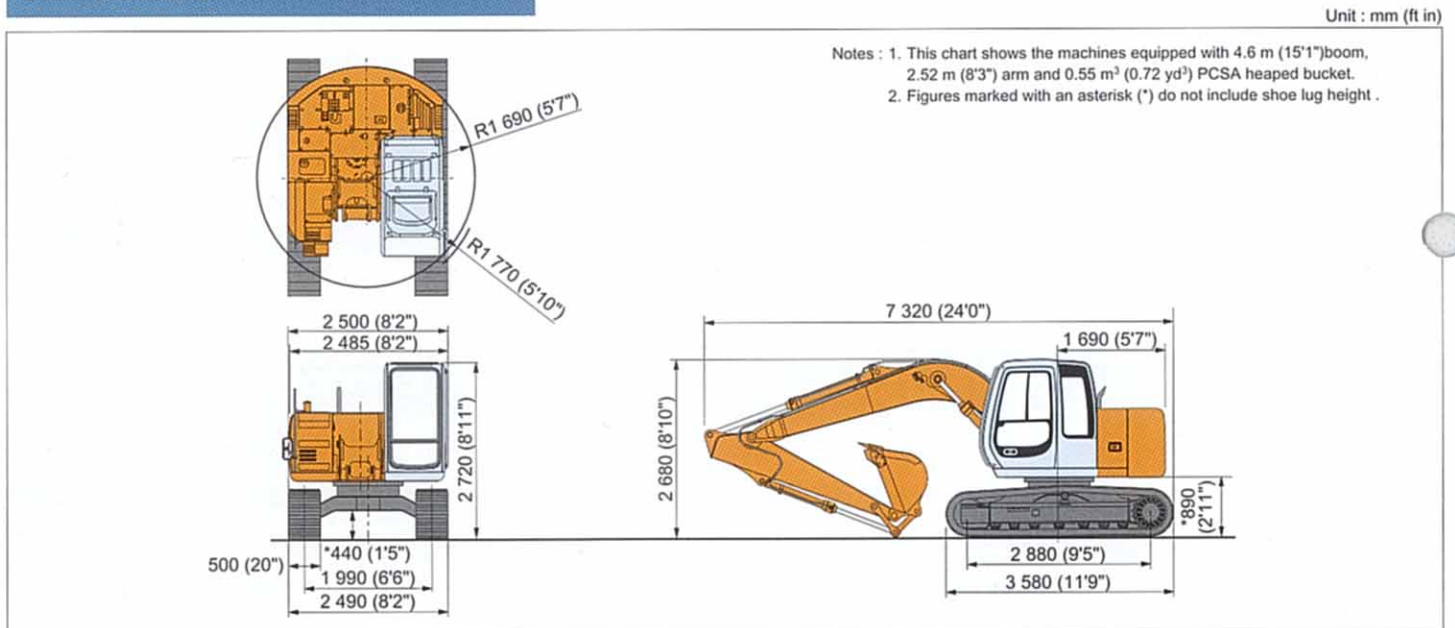 Unit : mm (ft in)
Notes : 1. This chart shows the machines equipped with 4.6 m (15'1")boom,
2.52 m (8'3") arm and 0.55 m³ (0.72 yd³) PCSA heaped bucket.
2. Figures marked with an asterisk (*) do not include shoe lug height .
R1 690 (5'7")
R1 770 (5'10")
2 500 (8'2")
2 485 (8'2")
2 720 (8'11")
*440 (1'5")
500 (20")
1 990 (6'6")
2 490 (8'2")
7 320 (24'0")
1 690 (5'7")
2 680 (8'10")
*890
(2'11")
2 880 (9'5")
3 580 (11'9")